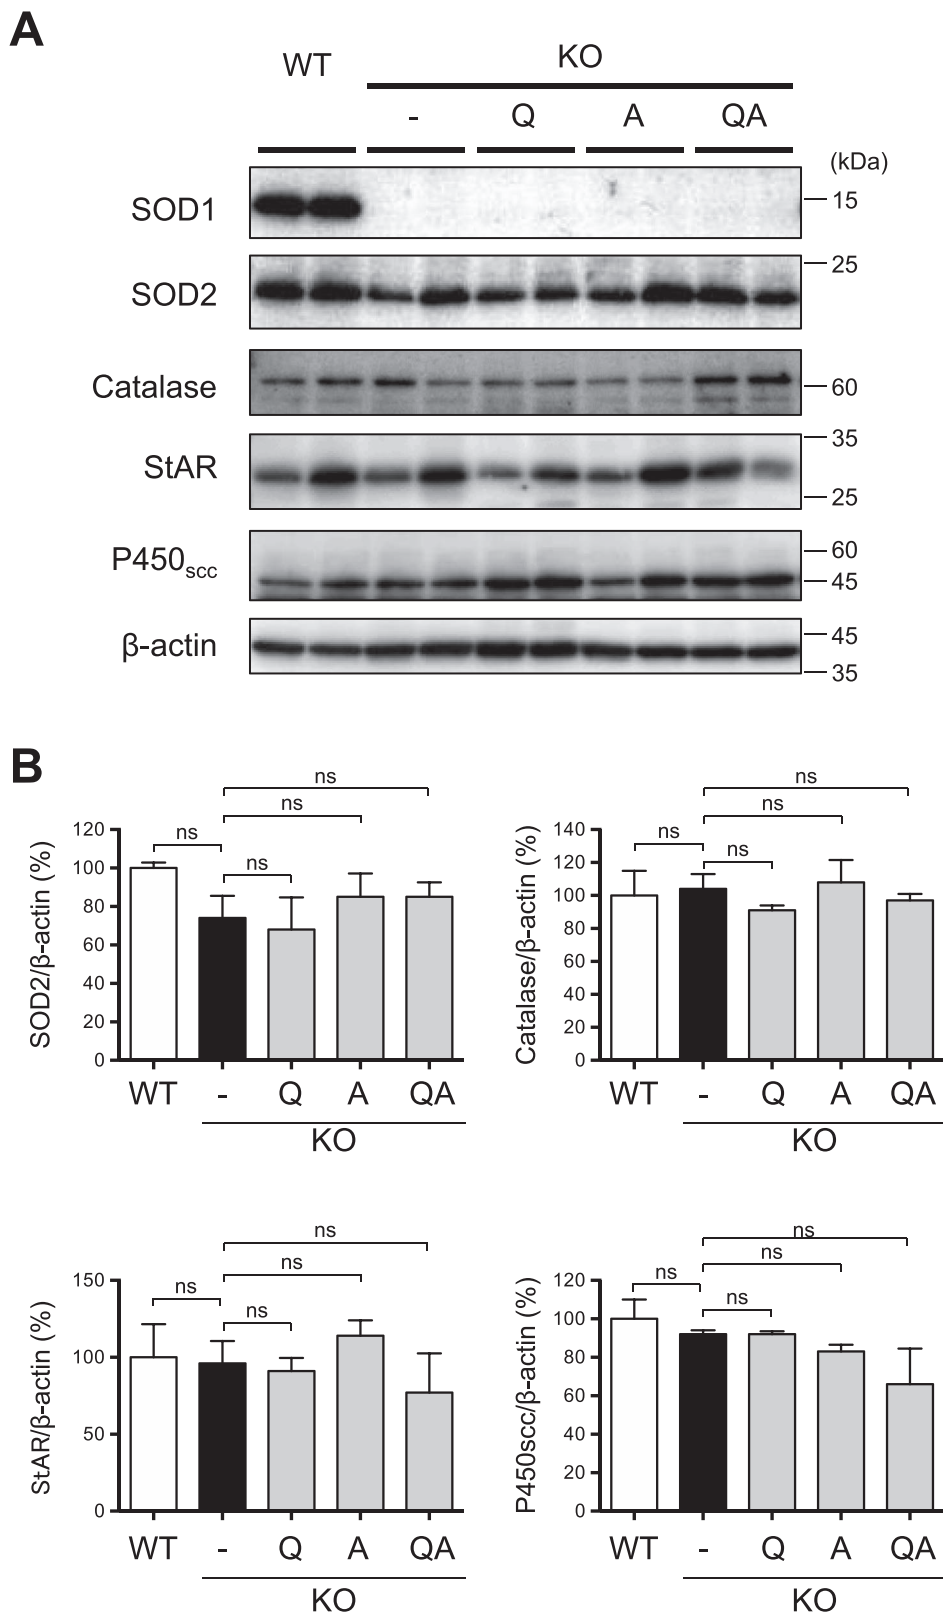 A
WT KO
- Q A QA
(kDa)
SOD1 15
SOD2 25
Catalase 60
StAR 35
25
P450scc 60
45
β-actin 45
35
B
ns
ns
ns
ns
SOD2/β-actin (%)
120
100
80
60
40
20
0
WT - Q A QA
KO
ns
ns
ns
ns
Catalase/β-actin (%)
140
120
100
80
60
40
20
0
WT - Q A QA
KO
ns
ns
ns
ns
StAR/β-actin (%)
150
100
50
0
WT - Q A QA
KO
ns
ns
ns
ns
P450scc/β-actin (%)
120
100
80
60
40
20
0
WT - Q A QA
KO